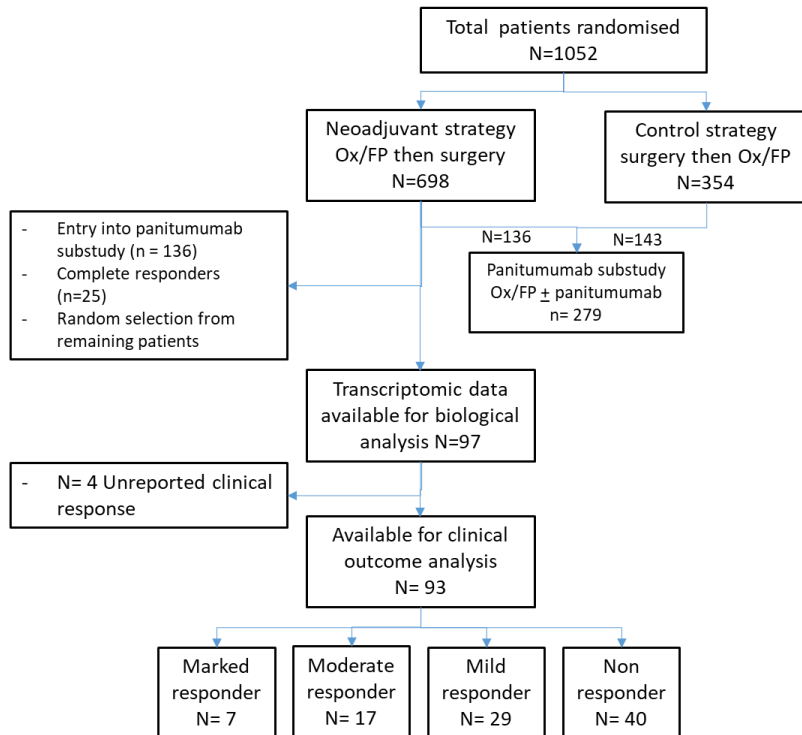 Total patients randomised
N=1052
Neoadjuvant strategy
Ox/FP then surgery
N=698
Control strategy
surgery then Ox/FP
N=354
- Entry into panitumumab
substudy (n = 136)
- Complete responders
(n=25)
- Random selection from
remaining patients
N=136
N=143
Panitumumab substudy
Ox/FP + panitumumab
n= 279
Transcriptomic data
available for biological
analysis N=97
- N= 4 Unreported clinical
response
Available for clinical
outcome analysis
N= 93
Marked
responder
N= 7
Moderate
responder
N= 17
Mild
responder
N= 29
Non
responder
N= 40